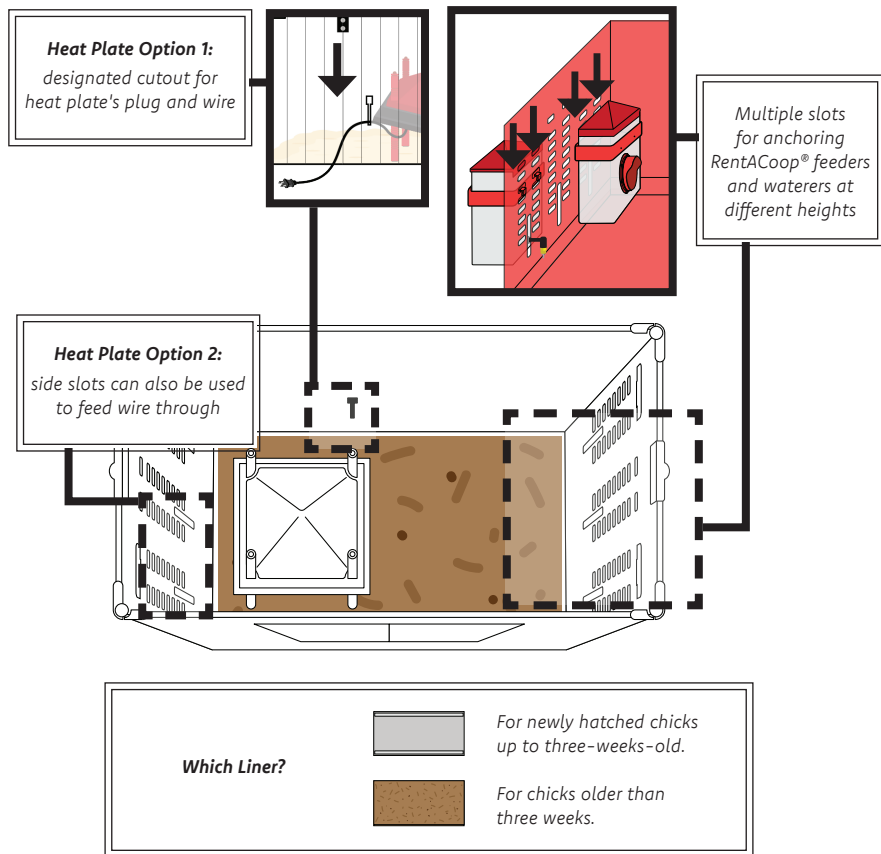 Heat Plate Option 1:
designated cutout for
heat plate's plug and wire
Multiple slots
for anchoring
RentACoop® feeders
and waterers at
different heights
Heat Plate Option 2:
side slots can also be used
to feed wire through
Which Liner?
For newly hatched chicks
up to three-weeks-old.
For chicks older than
three weeks.